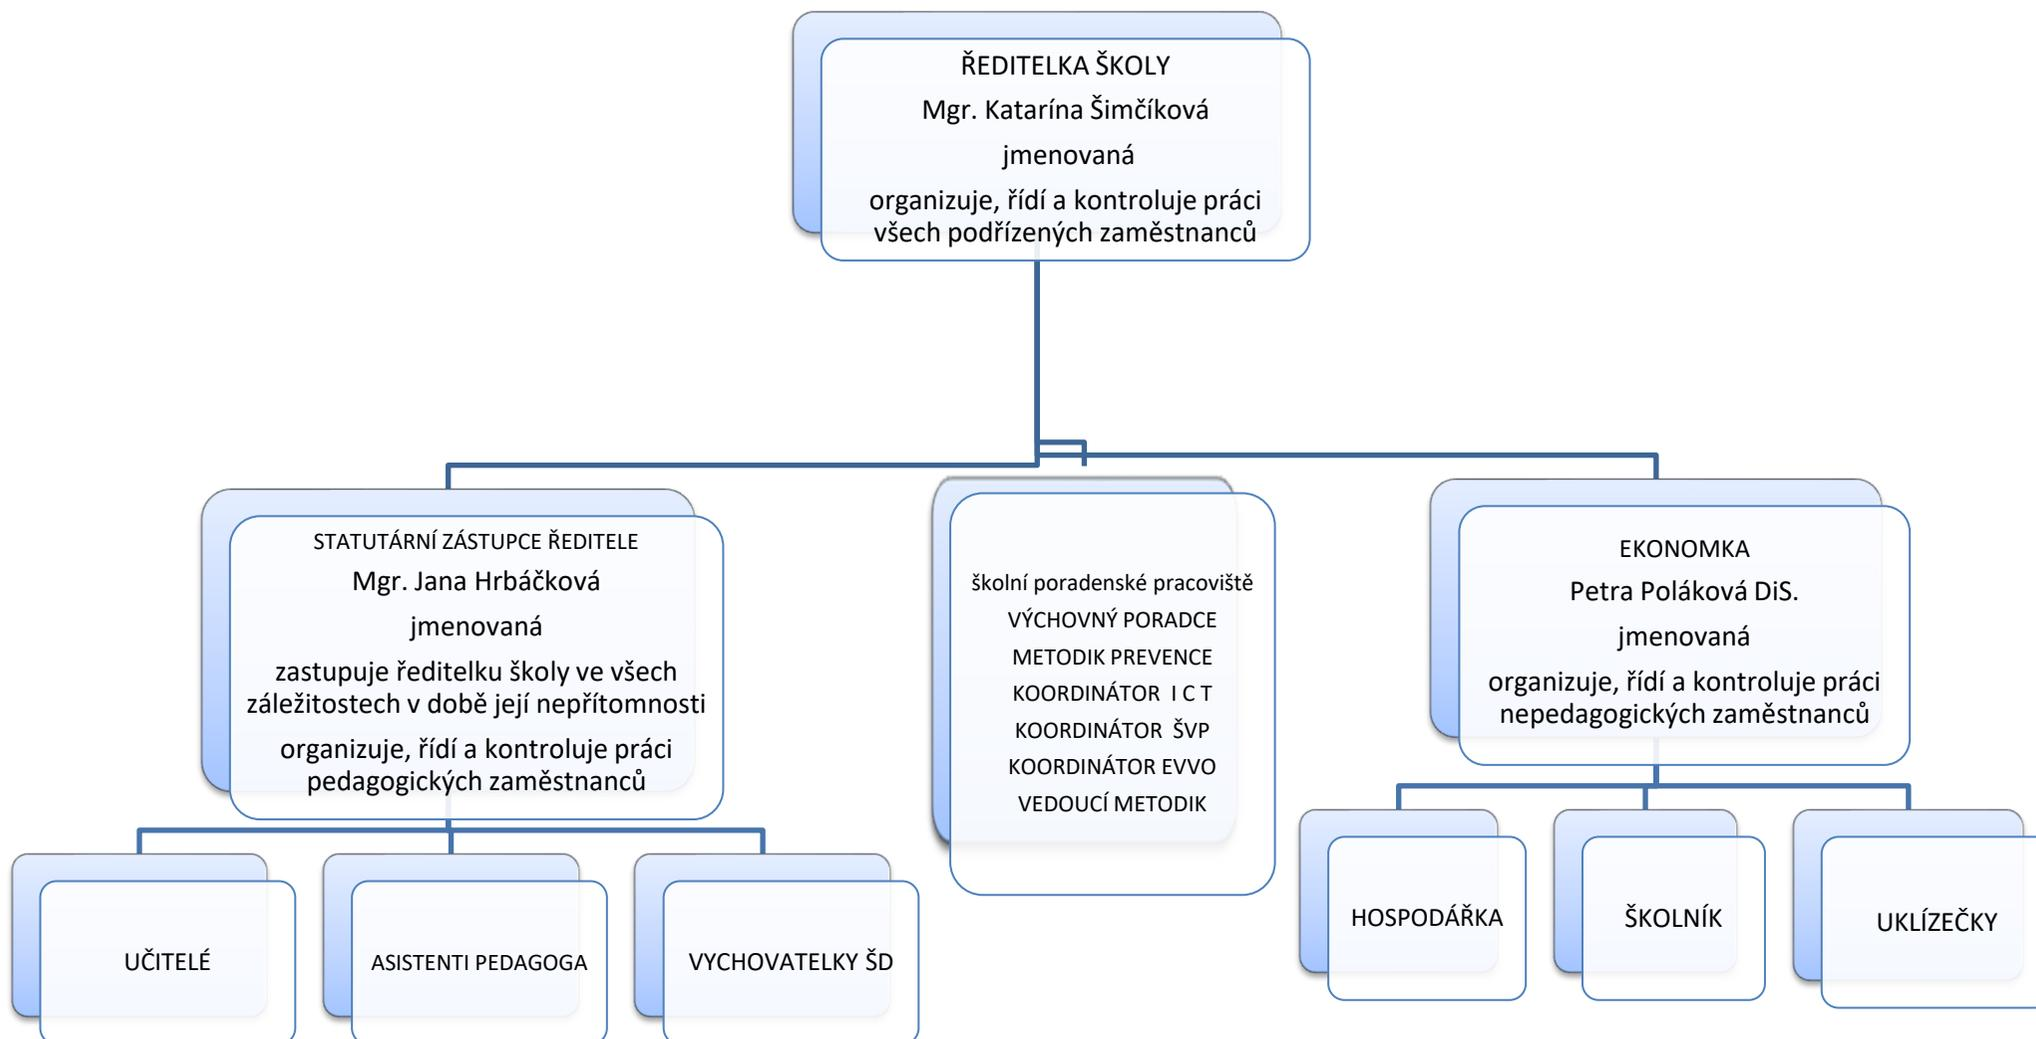 ŘEDITELKA ŠKOLY
Mgr. Katarína Šimčíková
jmenovaná
organizuje, řídí a kontroluje práci
všech podřízených zaměstnanců
STATUTÁRNÍ ZÁSTUPCE ŘEDITELE
Mgr. Jana Hrbáčková
jmenovaná
zastupuje ředitelku školy ve všech
záležitostech v době její nepřítomnosti
organizuje, řídí a kontroluje práci
pedagogických zaměstnanců
školní poradenské pracoviště
VÝCHOVNÝ PORADCE
METODIK PREVENCE
KOORDINÁTOR I C T
KOORDINÁTOR ŠVP
KOORDINÁTOR EVVO
VEDOUCÍ METODIK
EKONOMKA
Petra Poláková DiS.
jmenovaná
organizuje, řídí a kontroluje práci
nepedagogických zaměstnanců
UČITELÉ
ASISTENTI PEDAGOGA
VYCHOVATELKY ŠD
HOSPODÁŘKA
ŠKOLNÍK
UKLÍZEČKY